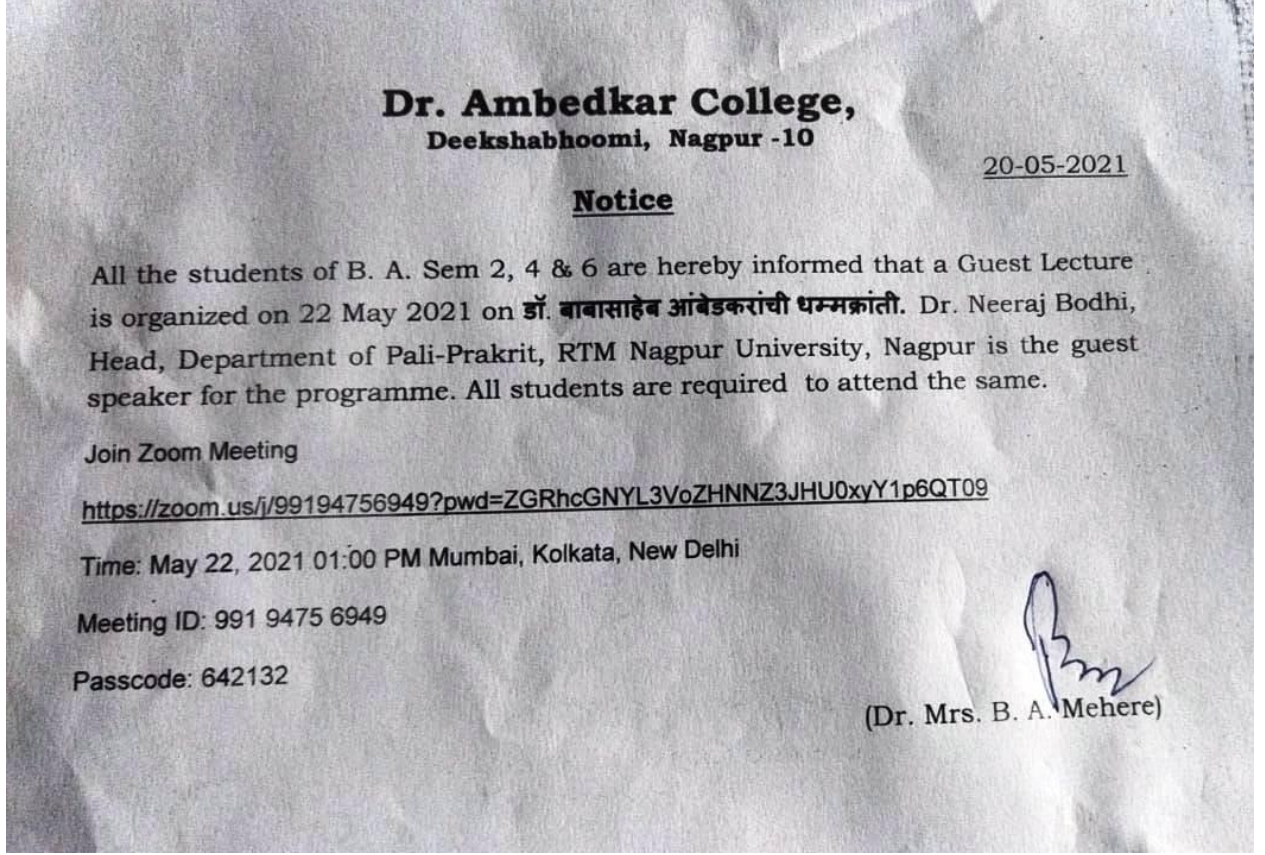 Dr. Ambedkar College,
Deekshabhoomi, Nagpur -10
20-05-2021
Notice
All the students of B. A. Sem 2, 4 & 6 are hereby informed that a Guest Lecture
is organized on 22 May 2021 on डॉ. बाबासाहेब आंबेडकरांची धम्मक्रांती. Dr. Neeraj Bodhi,
Head, Department of Pali-Prakrit, RTM Nagpur University, Nagpur is the guest
speaker for the programme. All students are required to attend the same.
Join Zoom Meeting
https://zoom.us/j/99194756949?pwd=ZGRhcGNYL3VoZHNNZ3JHU0xyY1p6QT09
Time: May 22, 2021 01:00 PM Mumbai, Kolkata, New Delhi
Meeting ID: 991 9475 6949
Passcode: 642132
(Dr. Mrs. B. A. Mehere)